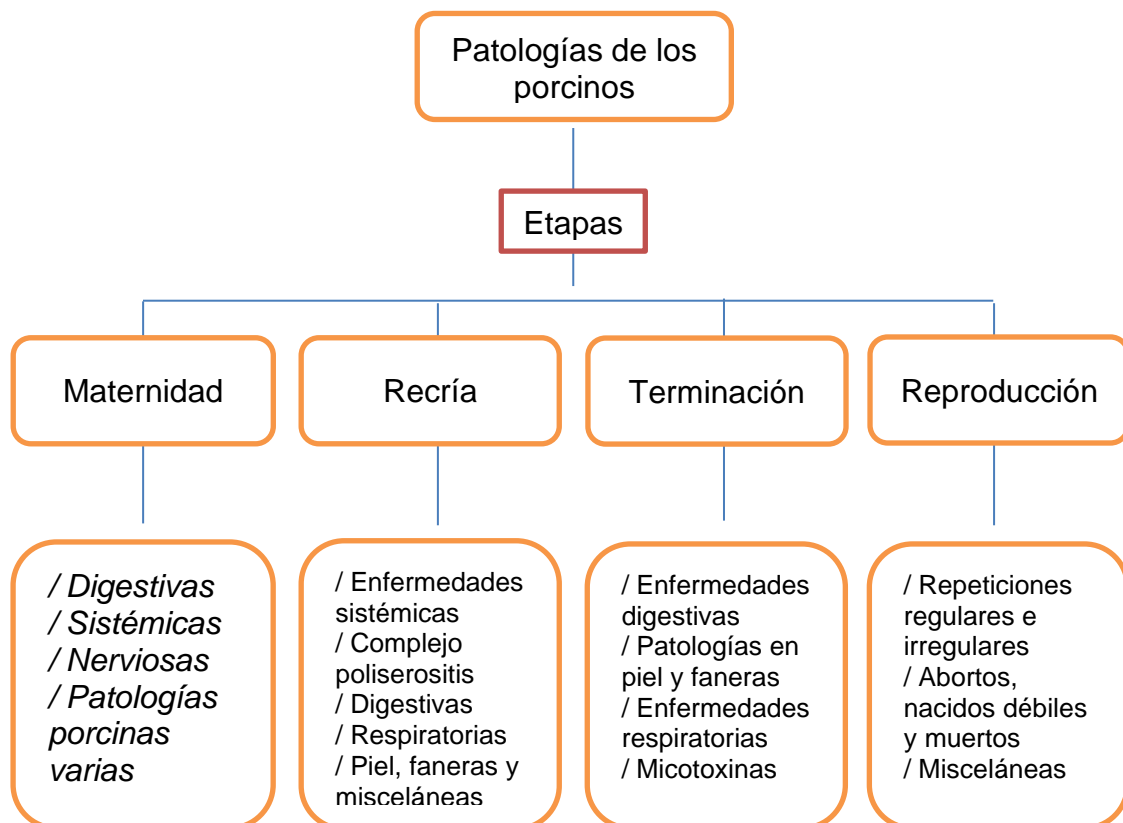 Patologías de los
porcinos
Etapas
Maternidad
Recría
Terminación
Reproducción
/ Digestivas
/ Sistémicas
/ Nerviosas
/ Patologías
porcinas
varias
/ Enfermedades
sistémicas
/ Complejo
poliserositis
/ Digestivas
/ Respiratorias
/ Piel, faneras y
misceláneas
/ Enfermedades
digestivas
/ Patologías en
piel y faneras
/ Enfermedades
respiratorias
/ Micotoxinas
/ Repeticiones
regulares e
irregulares
/ Abortos,
nacidos débiles
y muertos
/ Misceláneas